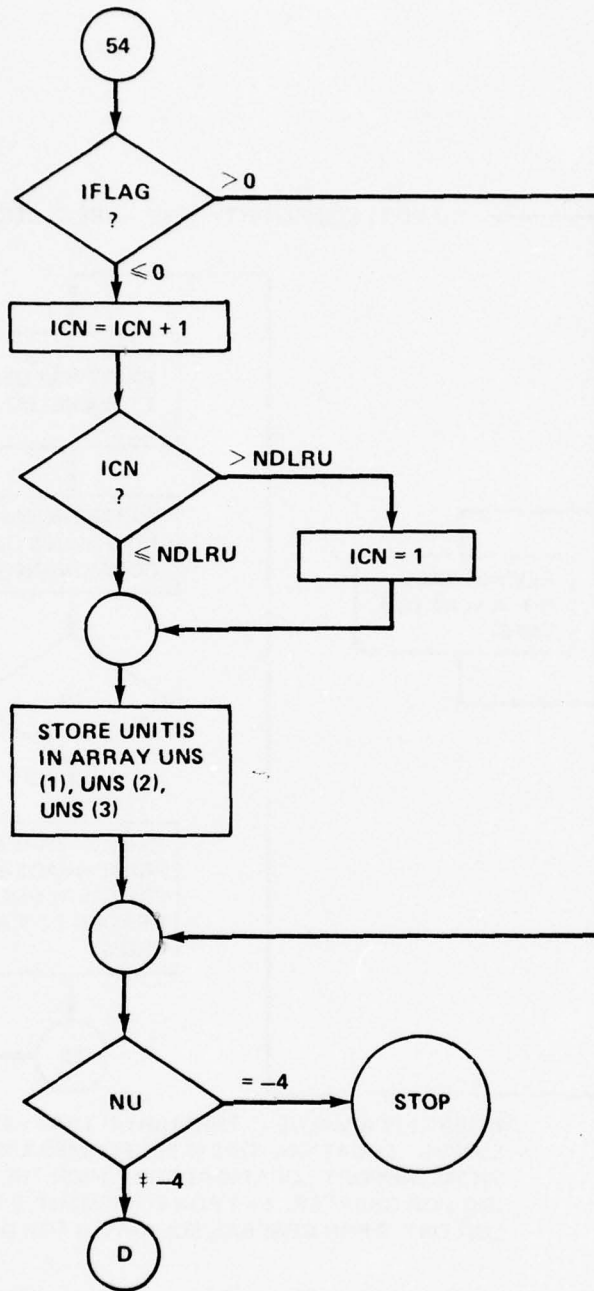 54
IFLAG
?
> 0
≤ 0
ICN = ICN + 1
ICN
?
> NDLRU
≤ NDLRU
ICN = 1
STORE UNITIS
IN ARRAY UNS
(1), UNS (2),
UNS (3)
NU
= –4
STOP
≠ –4
D